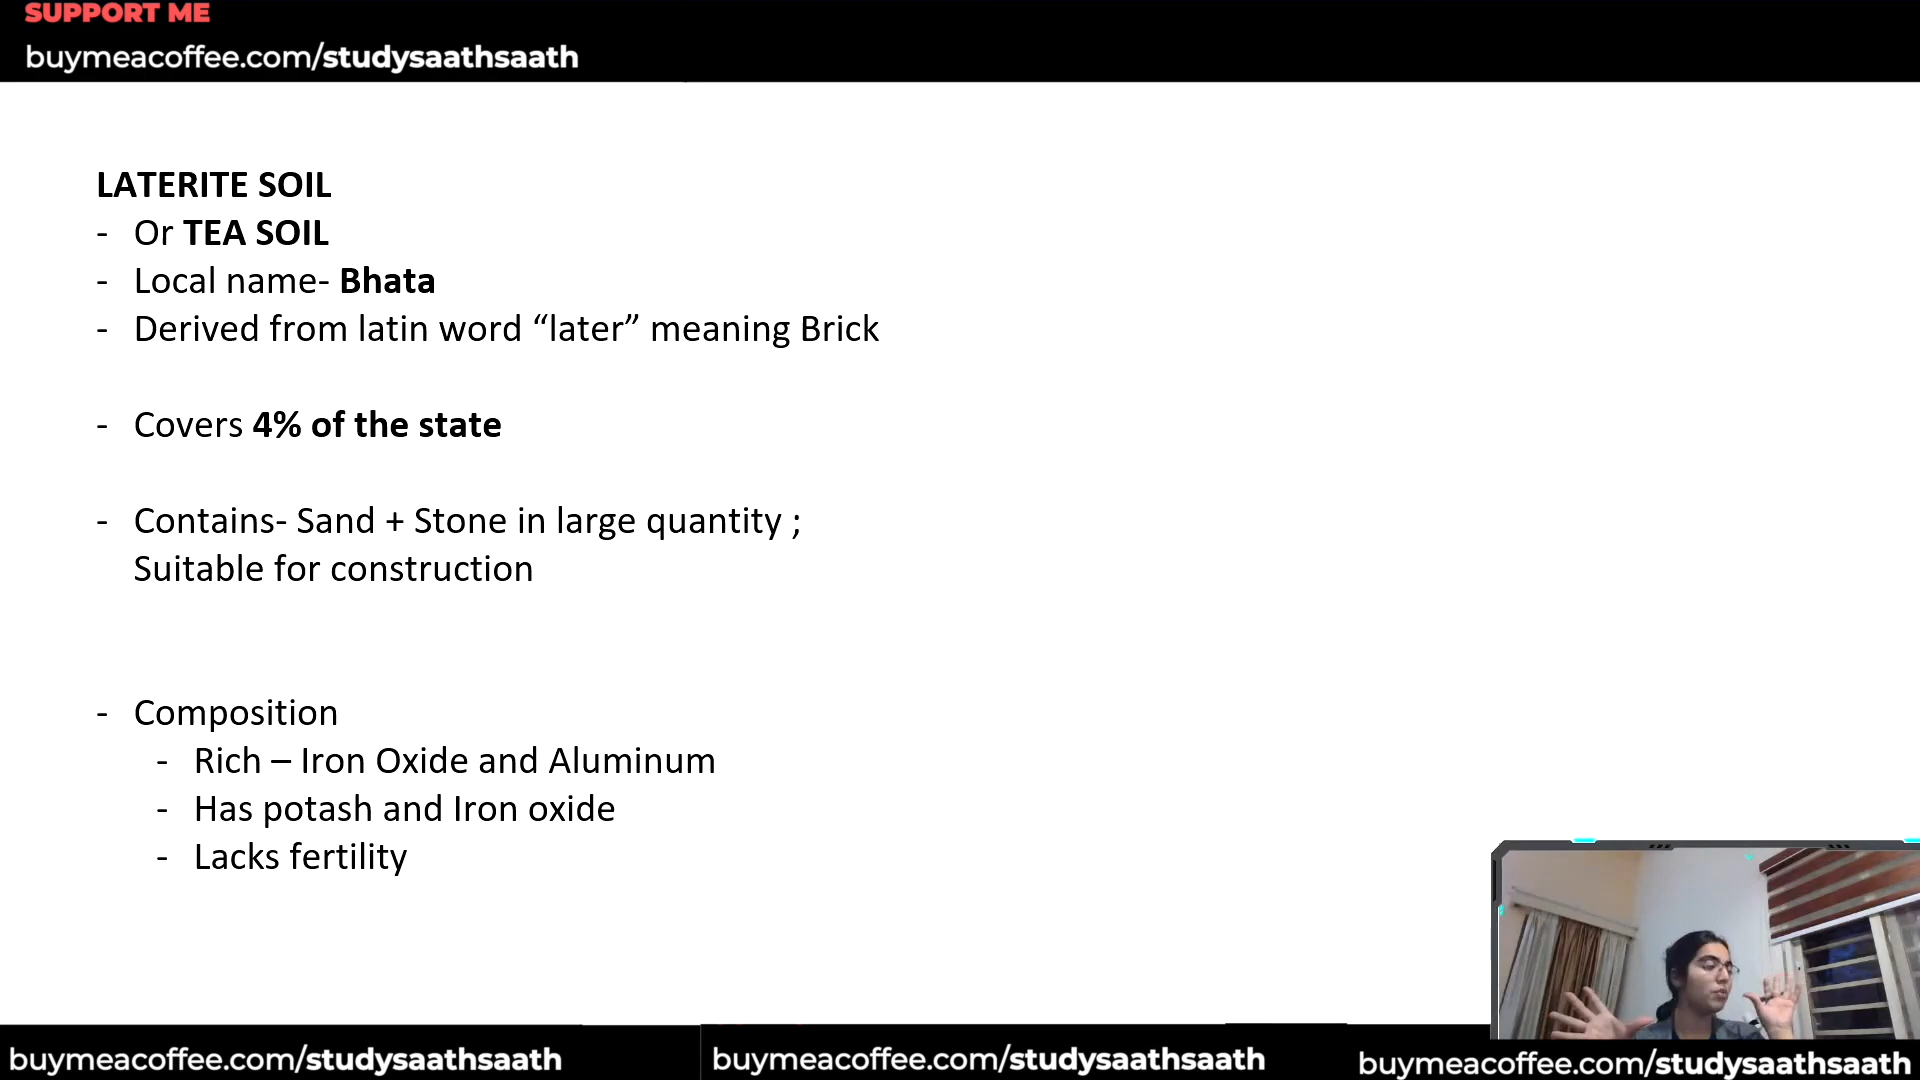 SUPPORT ME
buymeacoffee.com/studysaathsaath
LATERITE SOIL
- Or TEA SOIL
- Local name- Bhata
- Derived from latin word “later” meaning Brick
- Covers 4% of the state
- Contains- Sand + Stone in large quantity ;
Suitable for construction
- Composition
- Rich – Iron Oxide and Aluminum
- Has potash and Iron oxide
- Lacks fertility
buymeacoffee.com/studysaathsaath
buymeacoffee.com/studysaathsaath
buymeacoffee.com/studysaathsaath